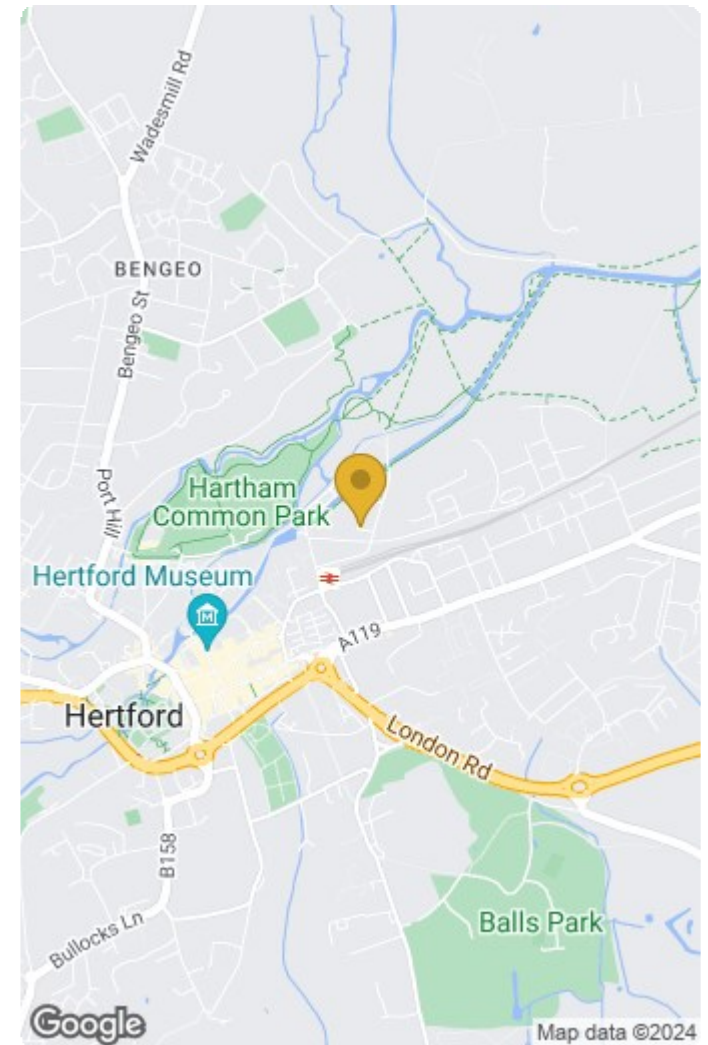 Wadesmill Rd
BENGEO
Bengeo St
Port Hill
Hartham
Common Park
Hertford Museum
M
A119
Hertford
London Rd
B158
Bullocks Ln
Balls Park
Google
Map data ©2024